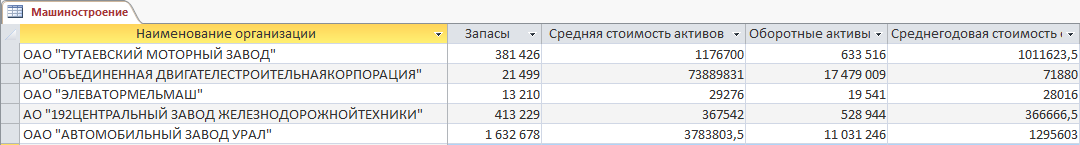 Машиностроение
Наименование организации Запасы Средняя стоимость активов Оборотные активы Среднегодовая стоимость
ОАО "ТУТАЕВСКИЙ МОТОРНЫЙ ЗАВОД" 381 426 1176700 633 516 1011623,5
АО"ОБЪЕДИНЕННАЯ ДВИГАТЕЛЕСТРОИТЕЛЬНАЯКОРПОРАЦИЯ" 21 499 73889831 17 479 009 71880
ОАО "ЭЛЕВАТОРМЕЛЬМАШ" 13 210 29276 19 541 28016
АО "192ЦЕНТРАЛЬНЫЙ ЗАВОД ЖЕЛЕЗНОДОРОЖНОЙТЕХНИКИ" 413 229 367542 528 944 366666,5
ОАО "АВТОМОБИЛЬНЫЙ ЗАВОД УРАЛ" 1 632 678 3783803,5 11 031 246 1295603